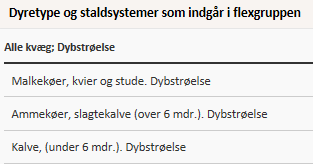 Dyretype og staldsystemer som indgår i flexgruppen
Alle kvæg; Dybstrøelse
Malkekøer, kvier og stude. Dybstrøelse
Ammekøer, slagtekalve (over 6 mdr.). Dybstrøelse
Kalve, (under 6 mdr.). Dybstrøelse